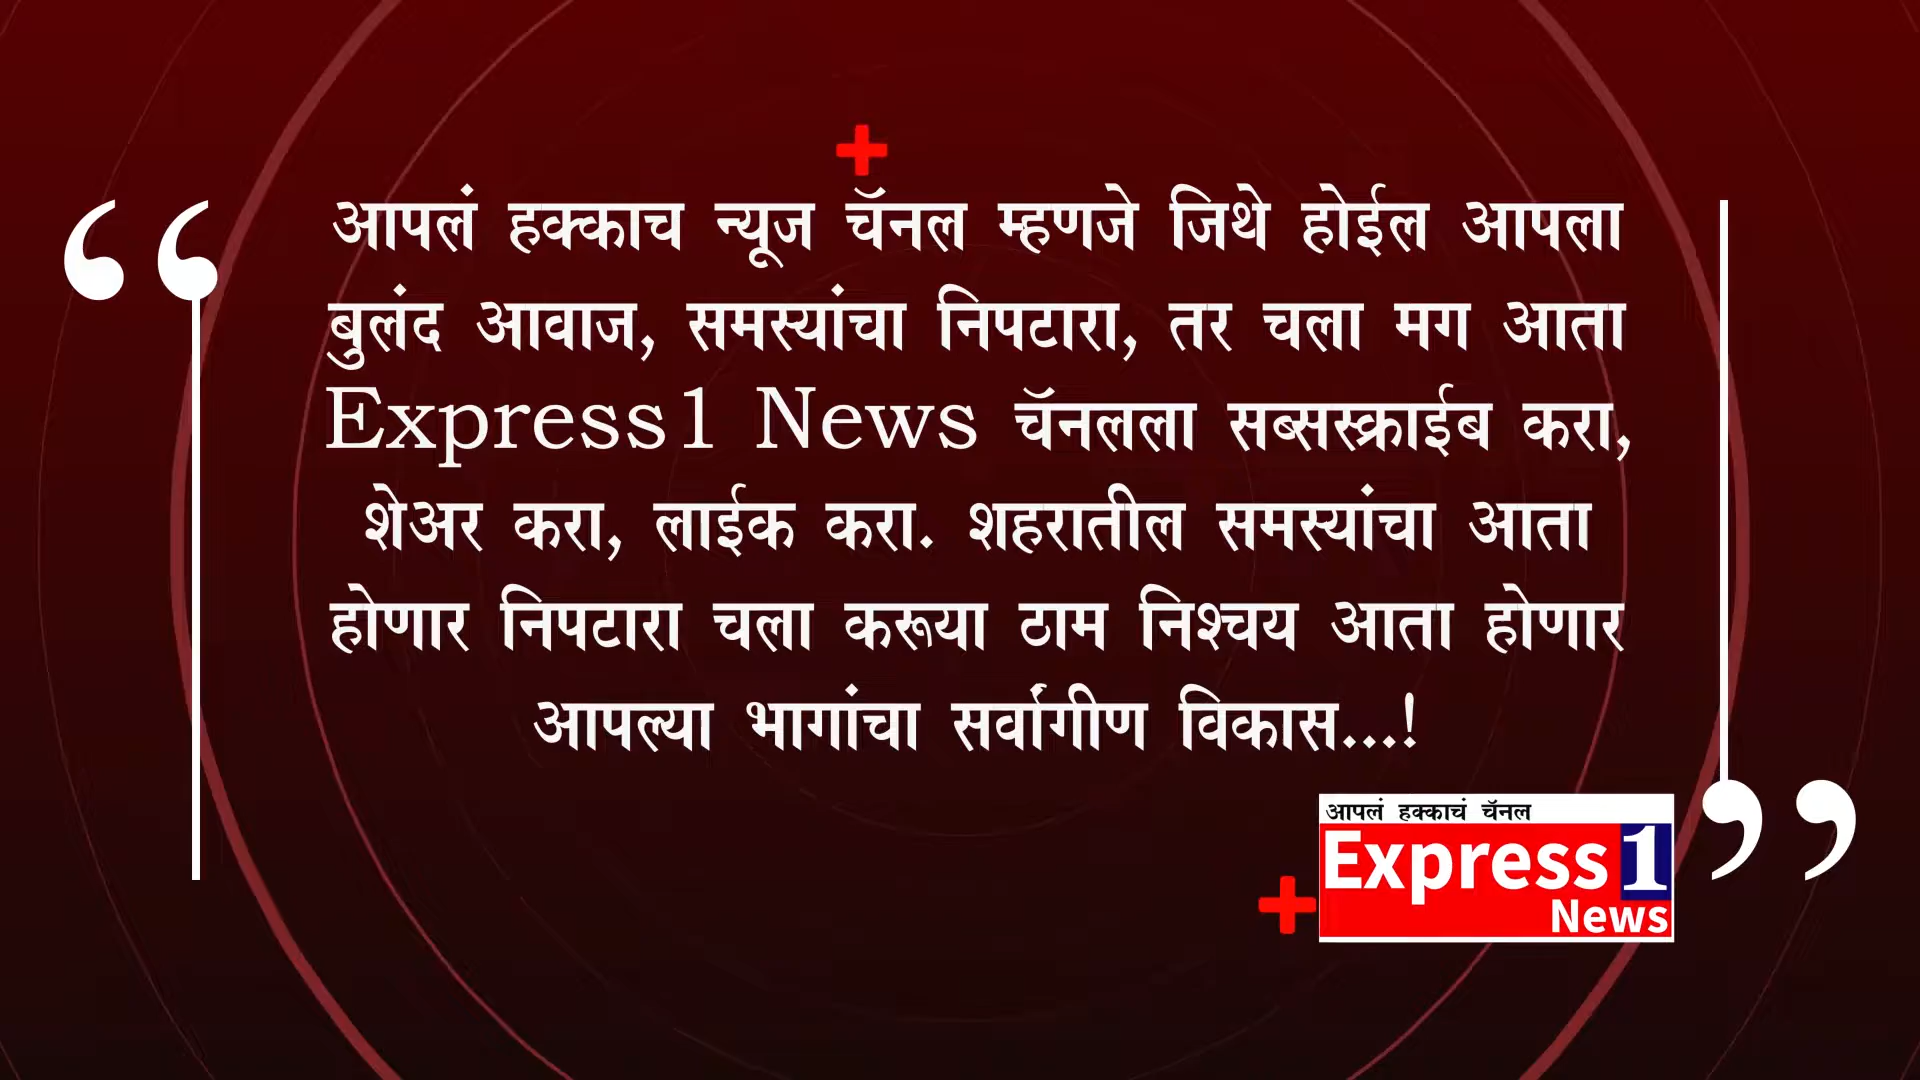 आपलं हक्काच न्यूज चॅनल म्हणजे जिथे होईल आपला
बुलंद आवाज, समस्यांचा निपटारा, तर चला मग आता
Express1 News चॅनलला सब्सस्क्राईब करा,
शेअर करा, लाईक करा. शहरातील समस्यांचा आता
होणार निपटारा चला करूया ठाम निश्चय आता होणार
आपल्या भागांचा सर्वांगीण विकास...!
आपलं हक्काचं चॅनल
Express1
News